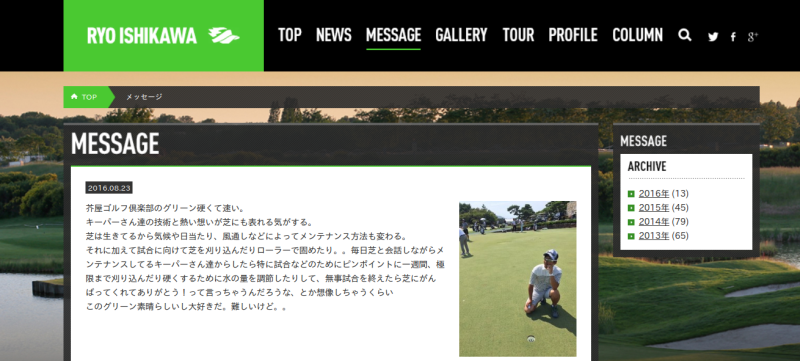 RYO ISHIKAWA
TOP NEWS MESSAGE GALLERY TOUR PROFILE COLUMN
TOP メッセージ
MESSAGE
2016.08.23
芥屋ゴルフ倶楽部のグリーン硬くて速い。
キーパーさん達の技術と熱い想いが芝にも表れる気がする。
芝は生きてるから気候や日当たり、風通しなどによってメンテナンス方法も変わる。
それに加えて試合に向けて芝を刈り込んだりローラーで固めたり。。毎日芝と会話しながらメ
ンテナンスしてるキーパーさん達からしたら特に試合などのためにピンポイントに一週間、極
限まで刈り込んだり硬くするために水の量を調節したりして、無事試合を終えたら芝にがん
ばってくれてありがとう！って言っちゃうんだろうな、とか想像しちゃうくらい
このグリーン素晴らしいし大好きだ。難しいけど。。
MESSAGE
ARCHIVE
2016年 (13)
2015年 (45)
2014年 (79)
2013年 (65)